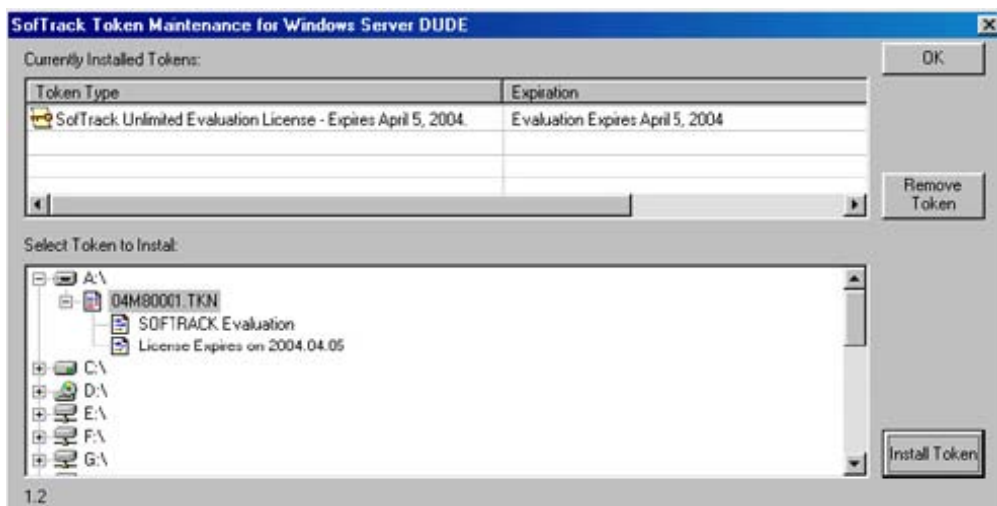 SofTrack Token Maintenance for Windows Server DUDE
Currently Installed Tokens:
OK
Token Type
Expiration
SofTrack Unlimited Evaluation License - Expires April 5, 2004.
Evaluation Expires April 5, 2004
Remove
Token
Select Token to Instal:
A:\
04M80001.TKN
SOFTRACK Evaluation
License Expires on 2004.04.05
C:\
D:\
E:\
F:\
G:\
Install Token
1.2